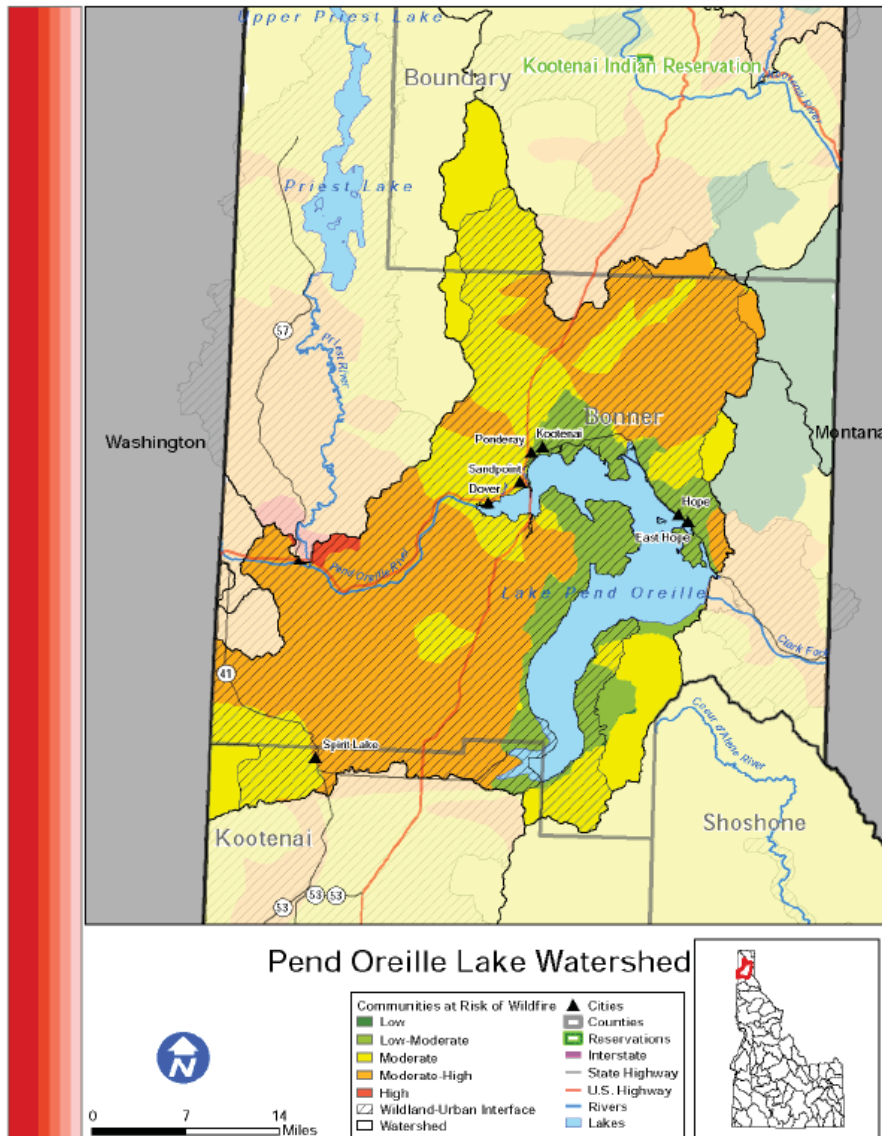 Upper Priest Lake
Boundary
Kootenai Indian Reservation
Kootenai River
Priest Lake
57
Priest River
Washington
Montana
Bonner
Ponderay
Kootenai
Sandpoint
Dover
Hope
East Hope
Pend Oreille River
Lake Pend Oreille
Clark Fork
41
Coeur d'Alene River
Spirit Lake
Kootenai
Shoshone
53
53
53
Pend Oreille Lake Watershed
Communities at Risk of Wildfire
Low
Low-Moderate
Moderate
Moderate-High
High
Wildland-Urban Interface
Watershed
Cities
Counties
Reservations
Interstate
State Highway
U.S. Highway
Rivers
Lakes
N
0 7 14
Miles